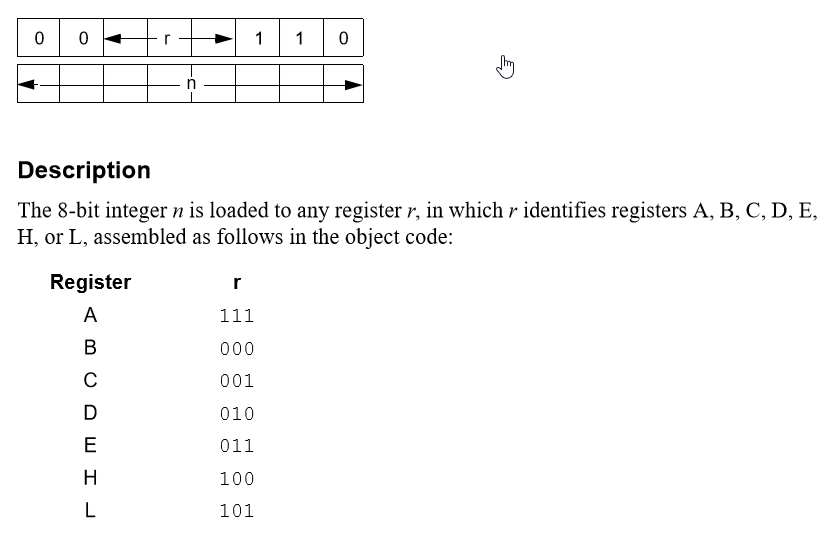 0 0 r 1 1 0
n
Description
The 8-bit integer n is loaded to any register r, in which r identifies registers A, B, C, D, E,
H, or L, assembled as follows in the object code:
Register r
A 111
B 000
C 001
D 010
E 011
H 100
L 101